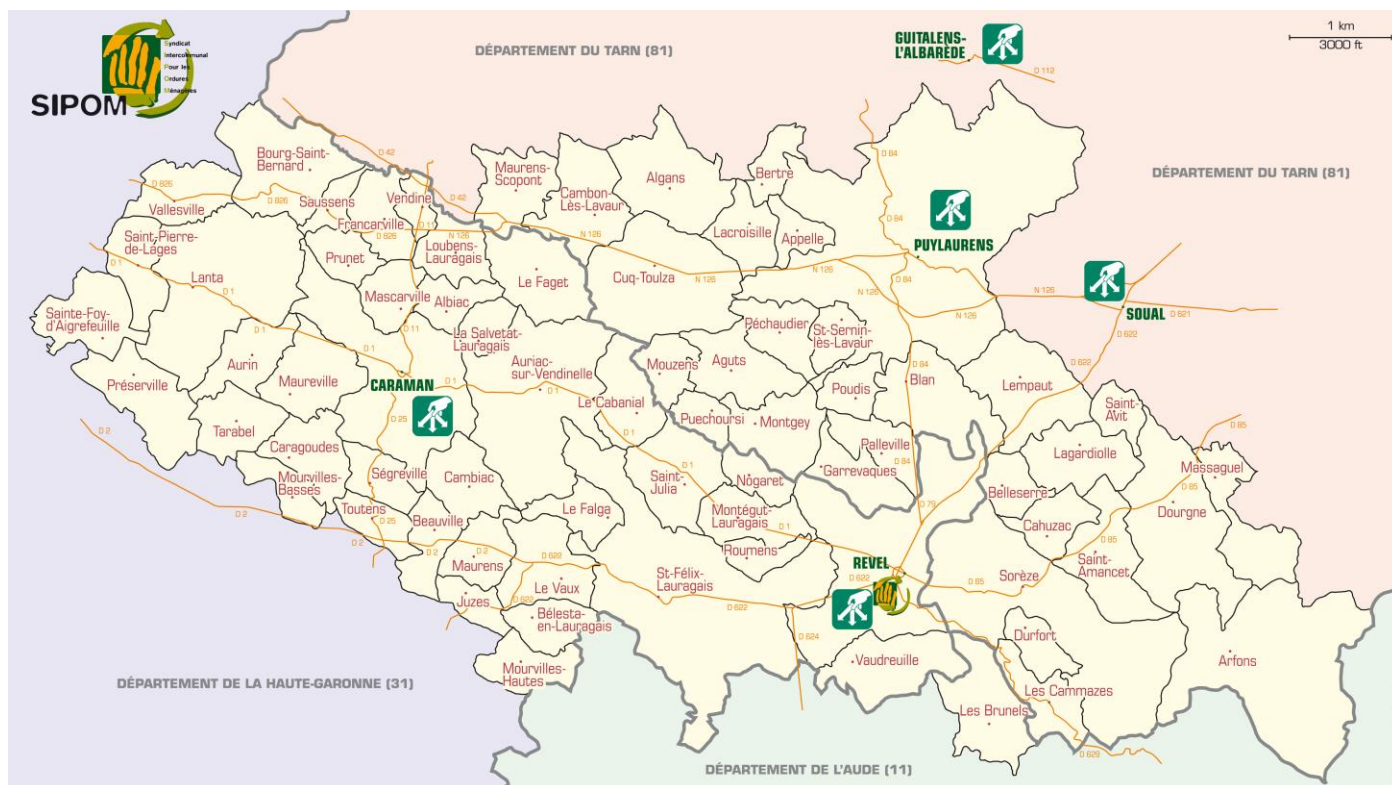 Syndicat
Intercommunal
Pour les
Ordures
Ménagères
SIPOM
DÉPARTEMENT DU TARN (81)
GUITALENS-
L'ALBARÈDE
D 112
1 km
3000 ft
DÉPARTEMENT DU TARN (81)
Bourg-Saint-
Bernard
D 42
Maurens-
Scopont
Cambon-
Lès-Lavaur
Algans
Bertre
D 84
D 826
Vallesville
D 826
Saussens
Vendine
D 42
Francarville
D 826
D 11
N 126
Loubens-
Lauragais
N 126
Lacroisille
Appelle
D 84
PUYLAURENS
Saint-Pierre-
de-Lages
D 1
Lanta
D 1
Prunet
Le Faget
Cuq-Toulza
N 126
N 126
D 84
N 126
N 126
N 126
SOUAL
D 621
D 622
Sainte-Foy-
d'Aigrefeuille
Mascarville
Albiac
D 11
D 1
D 1
La Salvetat-
Lauragais
Auriac-
sur-Vendinelle
Péchaudier
St-Sernin-
lès-Lavaur
Mouzens
Aguts
D 84
D 622
Préserville
Aurin
Maureville
CARAMAN
D 1
D 1
Le Cabanial
Poudis
Blan
Lempaut
Saint-
Avit
D 25
Puechoursi
Montgey
D 2
Tarabel
Caragoudes
D 1
Palleville
D 84
Garrevaques
Lagardiolle
D 85
Massaguel
D 85
Mourvilles-
Basses
Ségreville
Cambiac
Saint-
Julia
D 1
Nogaret
Belleserre
Dourgne
D 2
Toutens
D 25
Beauville
Le Falga
Montégut-
Lauragais
D 1
D 79
Cahuzac
D 85
D 2
D 2
Maurens
D 2
D 622
Roumens
REVEL
D 622
Saint-
Amancet
Sorèze
D 85
Juzes
D 622
Le Vaux
St-Félix-
Lauragais
D 622
Bélesta-
en-Lauragais
D 624
Durfort
Mourvilles-
Hautes
Vaudreuille
Arfons
Les Cammazes
Les Brunels
D 629
DÉPARTEMENT DE LA HAUTE-GARONNE (31)
DÉPARTEMENT DE L'AUDE (11)